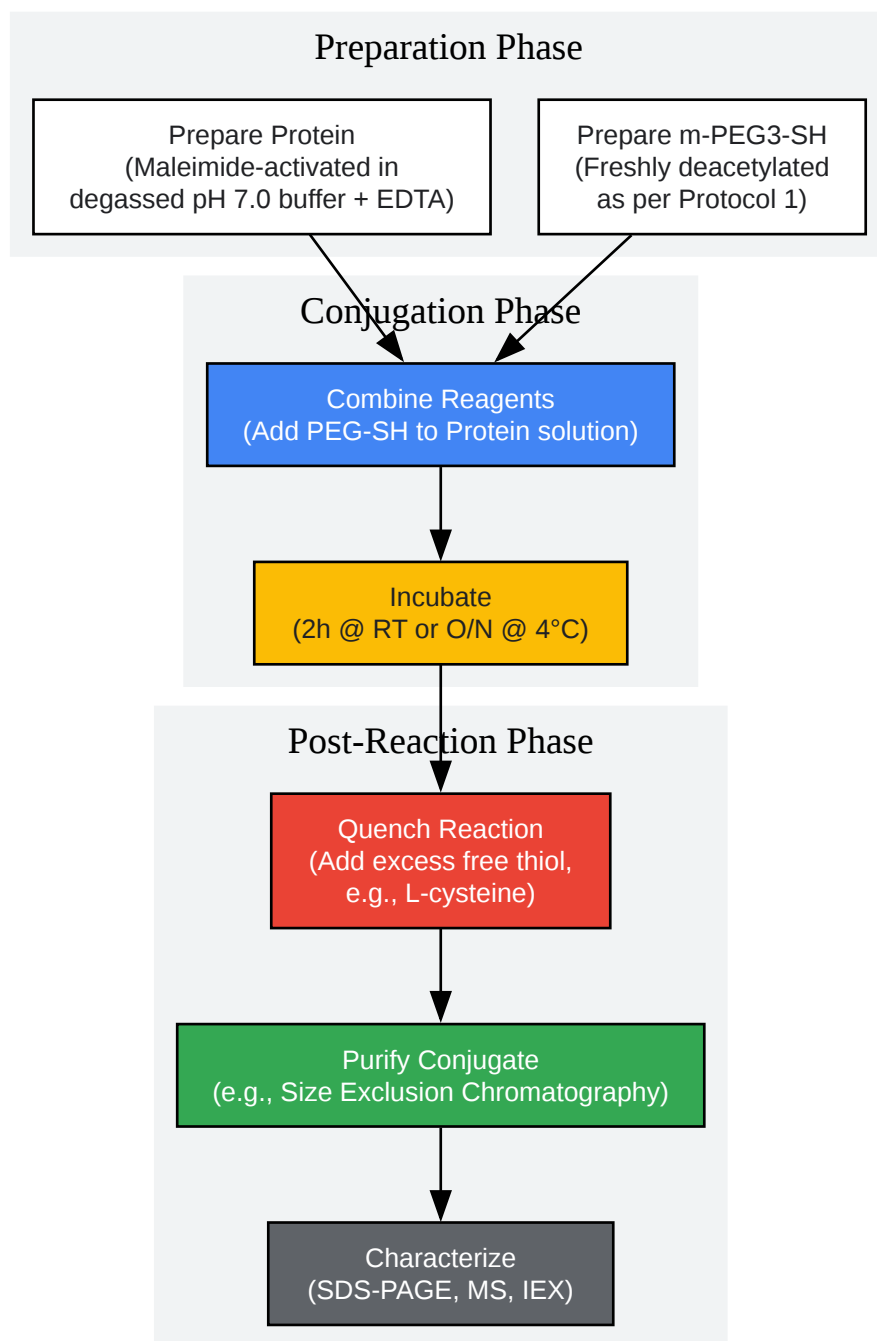 Preparation Phase
Prepare Protein
(Maleimide-activated in
degassed pH 7.0 buffer + EDTA)
Prepare m-PEG3-SH
(Freshly deacetylated
as per Protocol 1)
Conjugation Phase
Combine Reagents
(Add PEG-SH to Protein solution)
Incubate
(2h @ RT or O/N @ 4°C)
Post-Reaction Phase
Quench Reaction
(Add excess free thiol,
e.g., L-cysteine)
Purify Conjugate
(e.g., Size Exclusion Chromatography)
Characterize
(SDS-PAGE, MS, IEX)